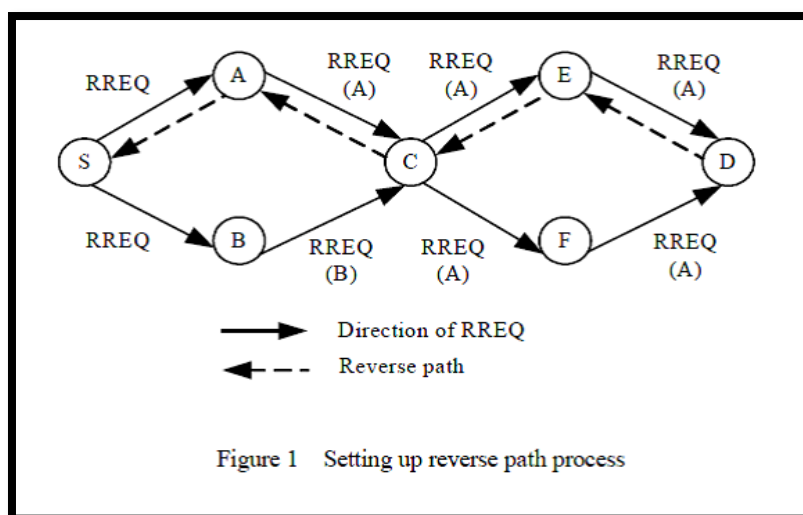 A
E
RREQ
RREQ
(A)
RREQ
(A)
RREQ
(A)
S
C
D
RREQ
B
RREQ
(B)
RREQ
(A)
F
RREQ
(A)
Direction of RREQ
Reverse path
Figure 1 Setting up reverse path process